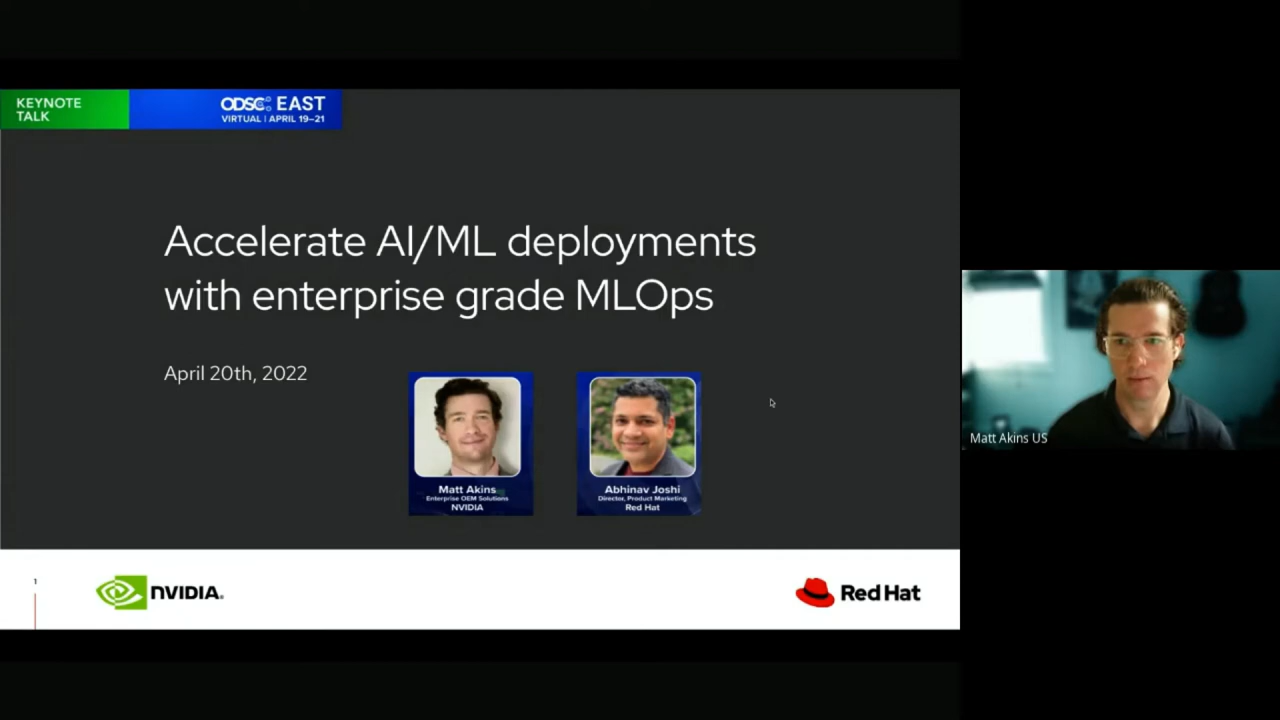 KEYNOTE
TALK
ODSC EAST
VIRTUAL | APRIL 19–21
Accelerate AI/ML deployments
with enterprise grade MLOps
April 20th, 2022
Matt Akins
Enterprise OEM Solutions
NVIDIA
Abhinav Joshi
Director, Product Marketing
Red Hat
Matt Akins US
1
NVIDIA.
Red Hat